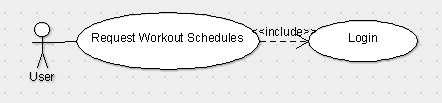 Request Workout Schedules
<<include>>
Login
User